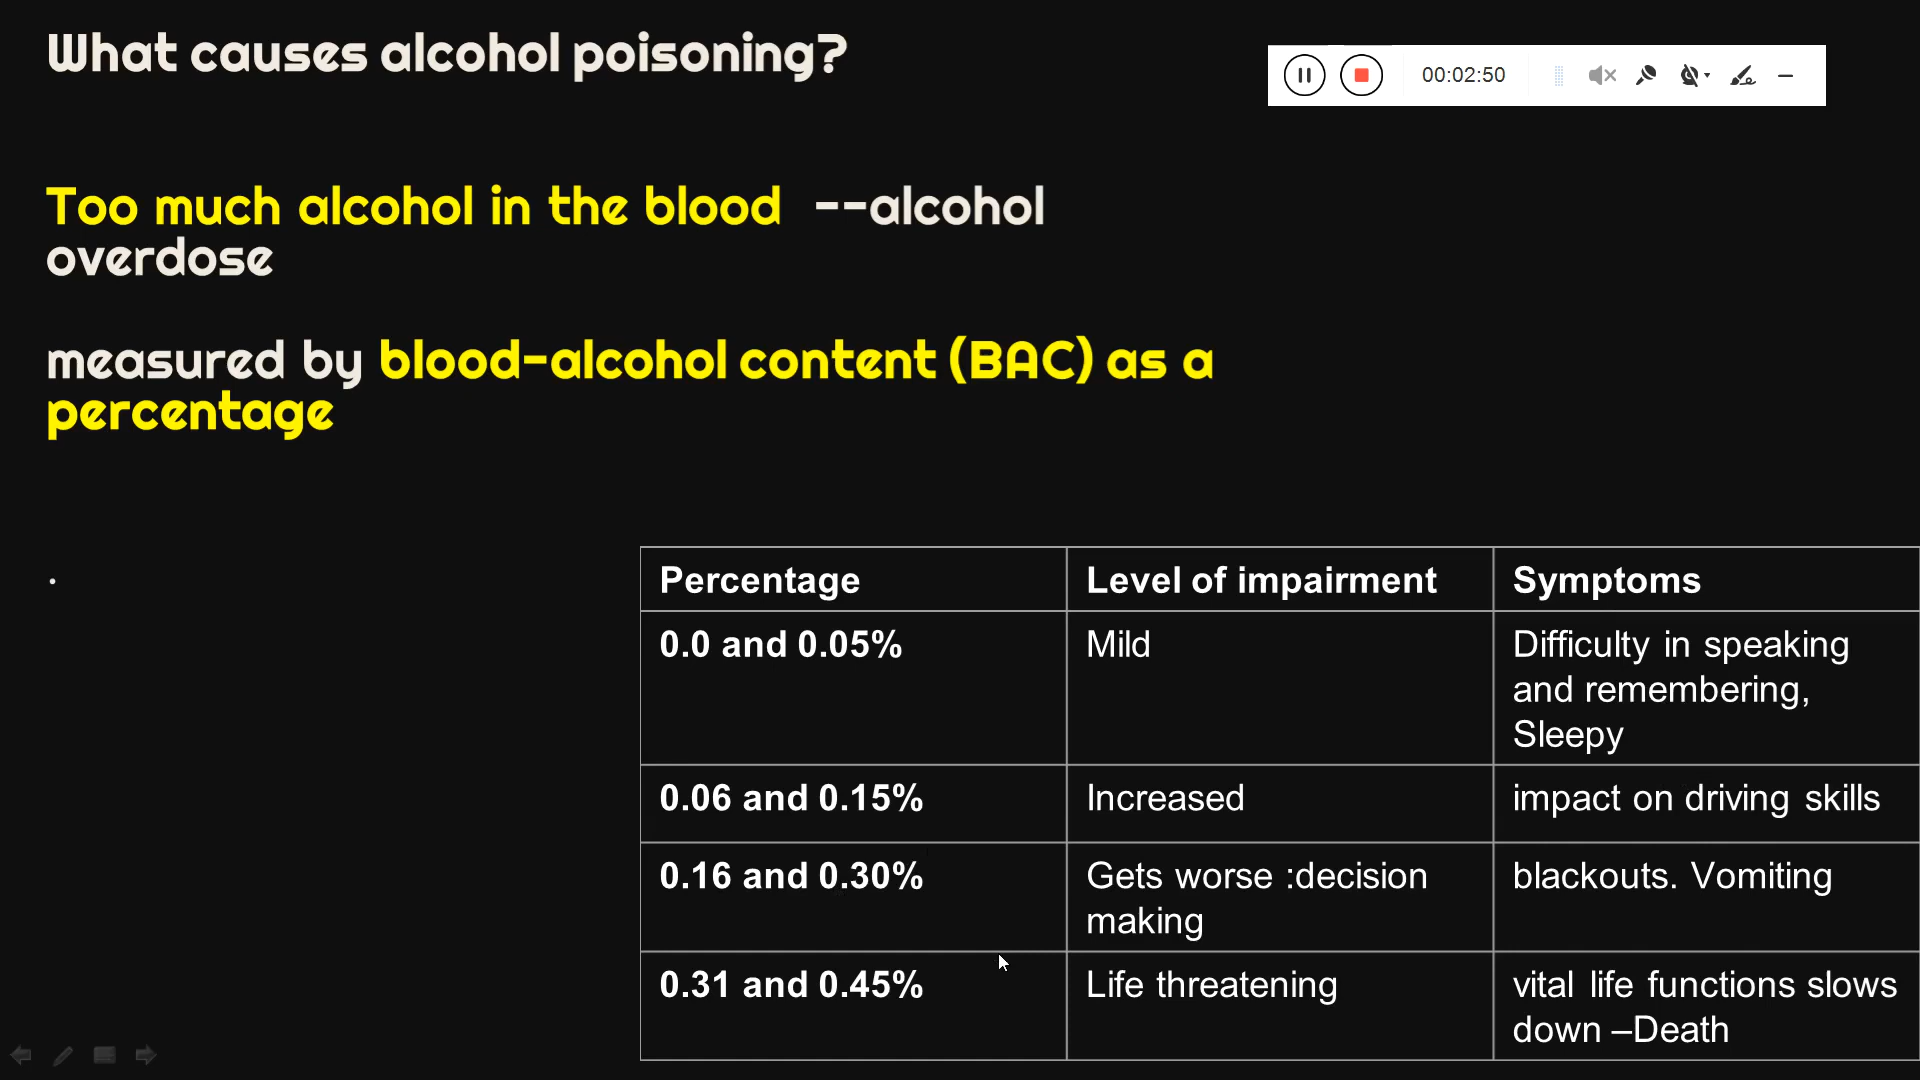 What causes alcohol poisoning?
00:02:50
Too much alcohol in the blood --alcohol
overdose
measured by blood-alcohol content (BAC) as a
percentage
.
Percentage Level of impairment Symptoms
0.0 and 0.05% Mild Difficulty in speaking
and remembering,
Sleepy
0.06 and 0.15% Increased impact on driving skills
0.16 and 0.30% Gets worse :decision blackouts. Vomiting
making
0.31 and 0.45% Life threatening vital life functions slows
down –Death